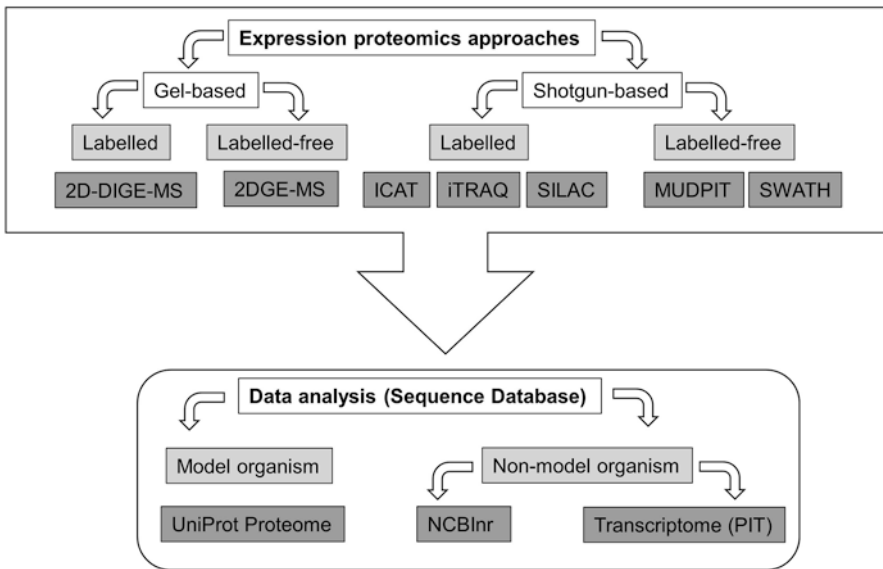 Expression proteomics approaches
Gel-based
Shotgun-based
Labelled
Labelled-free
Labelled
Labelled-free
2D-DIGE-MS
2DGE-MS
ICAT
iTRAQ
SILAC
MUDPIT
SWATH
Data analysis (Sequence Database)
Model organism
Non-model organism
UniProt Proteome
NCBInr
Transcriptome (PIT)